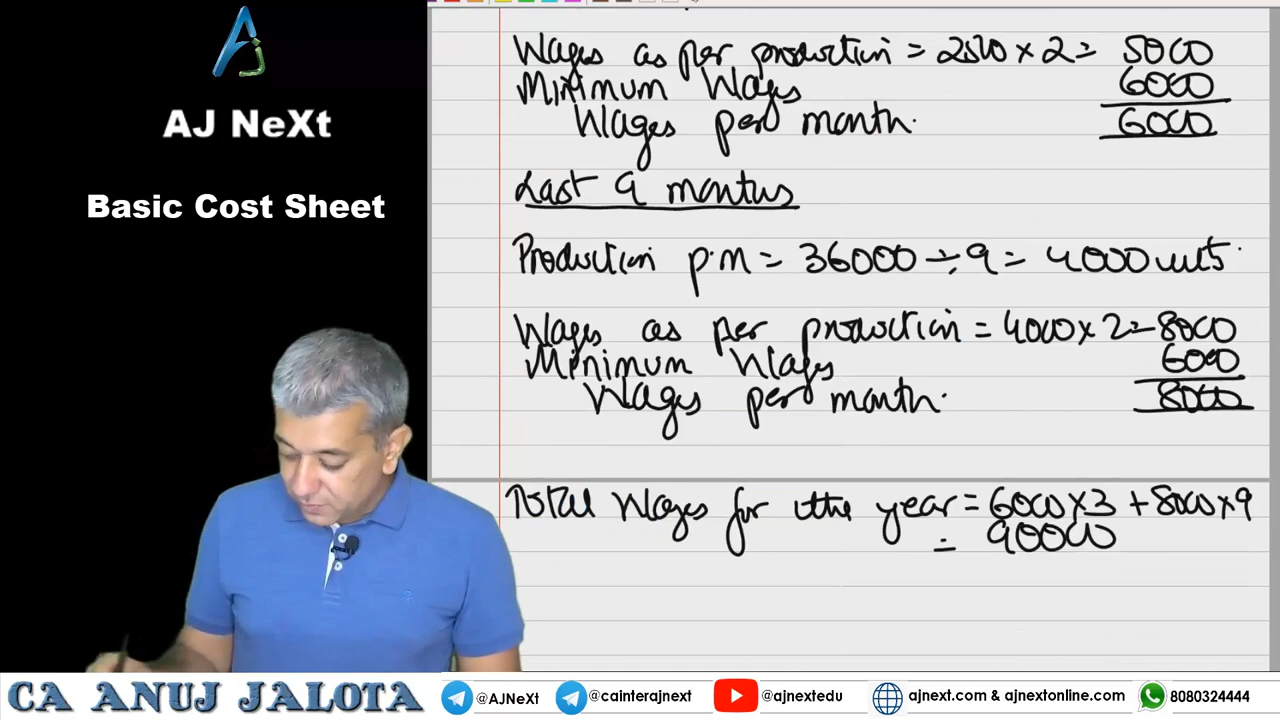 AJ NeXt
Basic Cost Sheet
Wages as per production = 2500 × 2 = 5000
Minimum Wages 6000
Wages per month. 6000
Last 9 months
Production p.m = 36000 ÷ 9 = 4000 units.
Wages as per production = 4000 × 2 = 8000
Minimum Wages 6000
Wages per month. 8000
Total Wages for the year = 6000 × 3 + 8000 × 9
= 90000
CA ANUJ JALOTA
@AJNeXt
@cainterajnext
@ajnextedu
ajnext.com & ajnextonline.com
8080324444